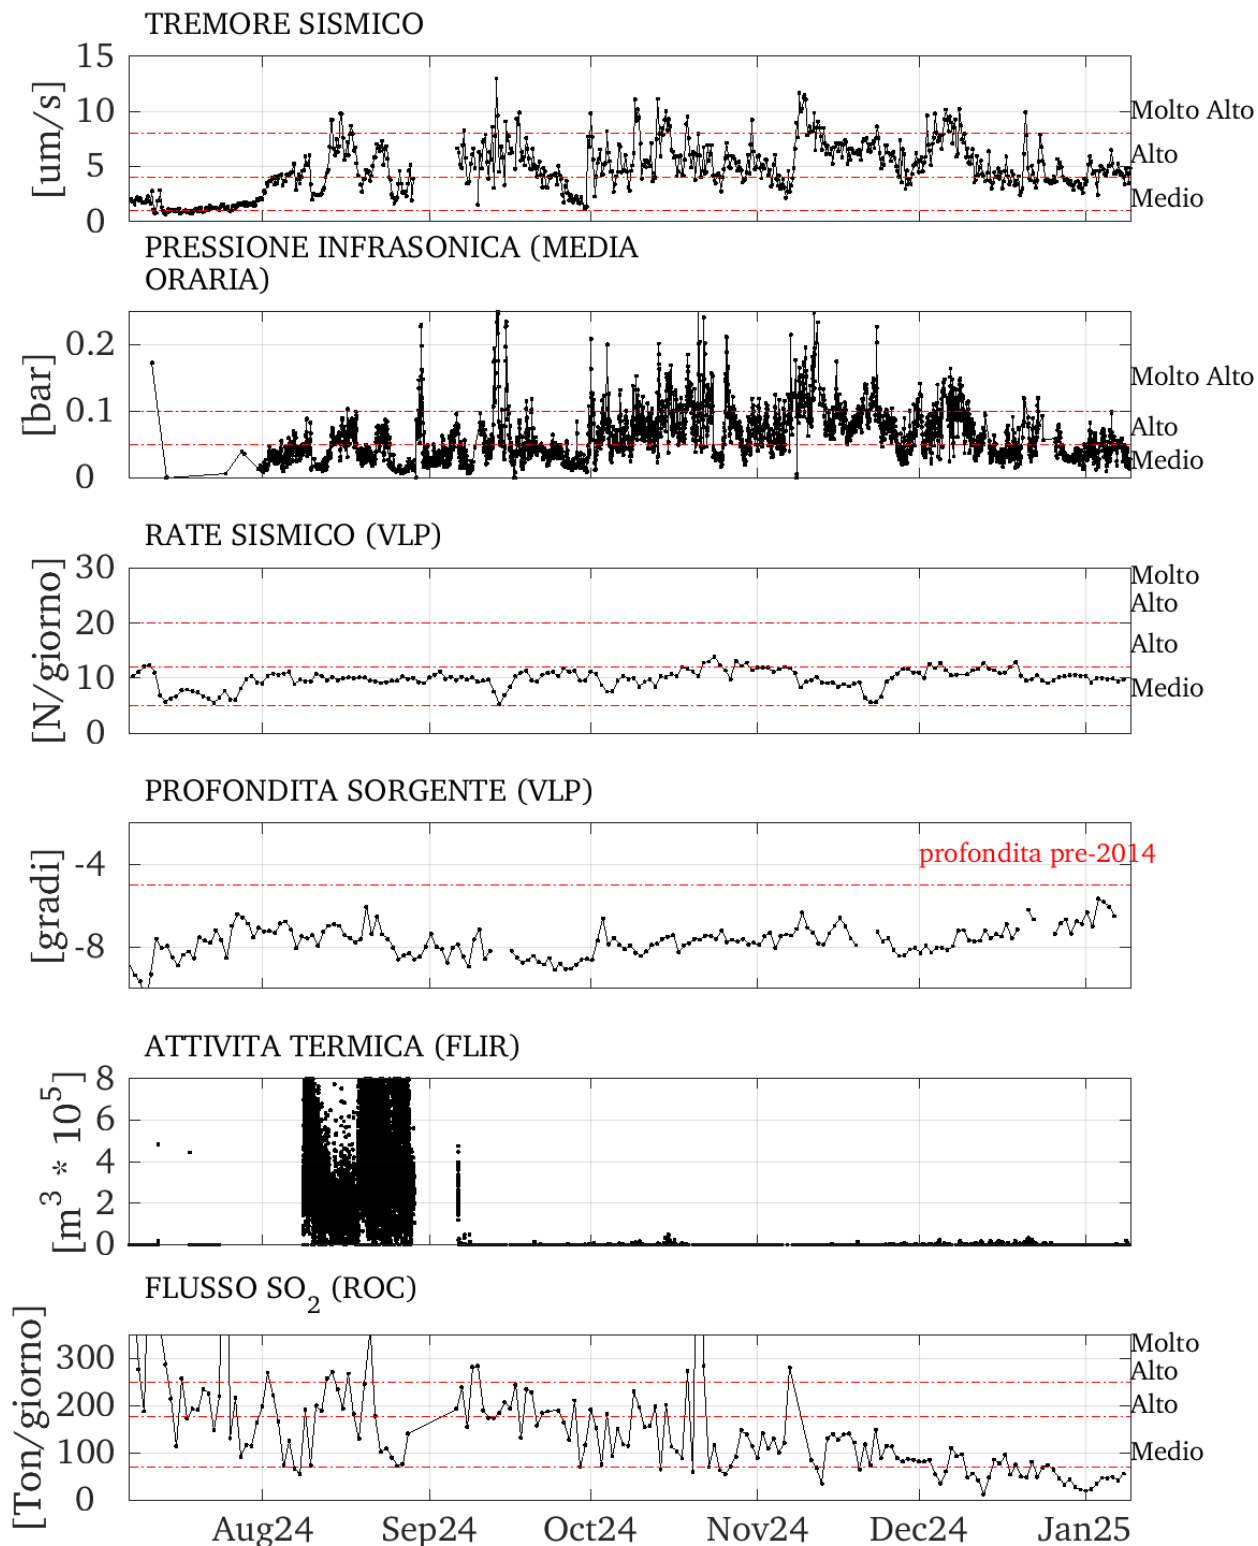 TREMORE SISMICO
15
10
5
0
[um/s]
Molto Alto
Alto
Medio
PRESSIONE INFRASONICA (MEDIA
ORARIA)
0.2
0.1
0
[bar]
Molto Alto
Alto
Medio
RATE SISMICO (VLP)
30
20
10
0
[N/giorno]
Molto
Alto
Alto
Medio
PROFONDITA SORGENTE (VLP)
-4
-8
[gradi]
profondita pre-2014
ATTIVITA TERMICA (FLIR)
8
6
4
2
0
[m³ * 10⁵]
FLUSSO SO₂ (ROC)
300
200
100
0
[Ton/giorno]
Molto
Alto
Alto
Medio
Aug24 Sep24 Oct24 Nov24 Dec24 Jan25